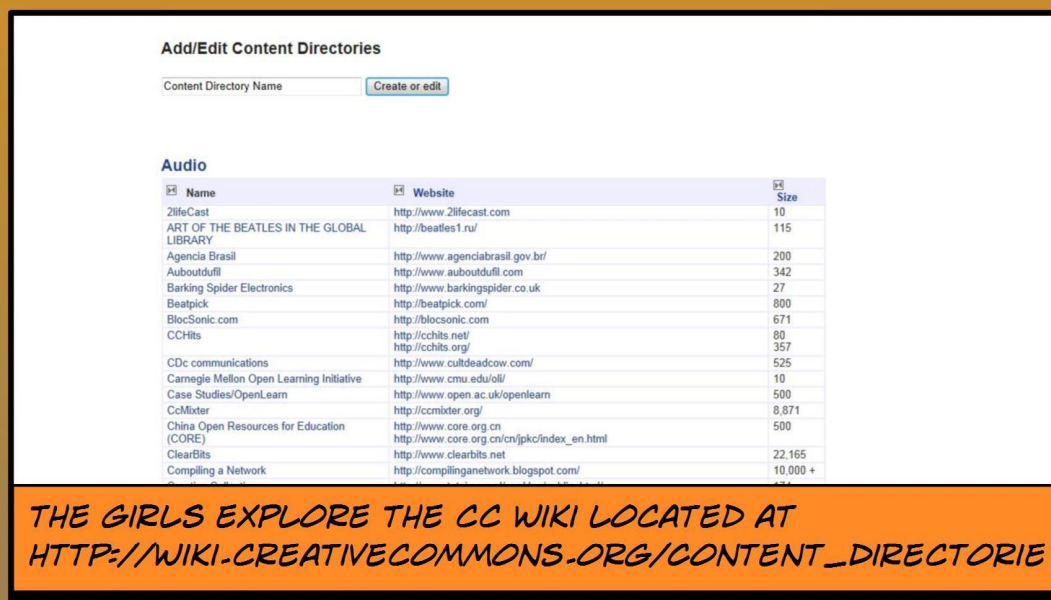 Add/Edit Content Directories
Content Directory Name Create or edit
Audio
Name Website Size
2lifeCast http://www.2lifecast.com 10
ART OF THE BEATLES IN THE GLOBAL http://beatles1.ru/ 115
LIBRARY
Agencia Brasil http://www.agenciabrasil.gov.br/ 200
Auboutdufil http://www.auboutdufil.com 342
Barking Spider Electronics http://www.barkingspider.co.uk 27
Beatpick http://beatpick.com/ 800
BlocSonic.com http://blocsonic.com 671
CCHits http://cchits.net/ 80
http://cchits.org/ 357
CDc communications http://www.cultdeadcow.com/ 525
Carnegie Mellon Open Learning Initiative http://www.cmu.edu/oli/ 10
Case Studies/OpenLearn http://www.open.ac.uk/openlearn 500
CcMixter http://ccmixter.org/ 8,871
China Open Resources for Education http://www.core.org.cn 500
(CORE) http://www.core.org.cn/cn/jpkc/index_en.html
ClearBits http://www.clearbits.net 22,165
Compiling a Network http://compilinganetwork.blogspot.com/ 10,000 +
THE GIRLS EXPLORE THE CC WIKI LOCATED AT
HTTP://WIKI.CREATIVECOMMONS.ORG/CONTENT_DIRECTORIE